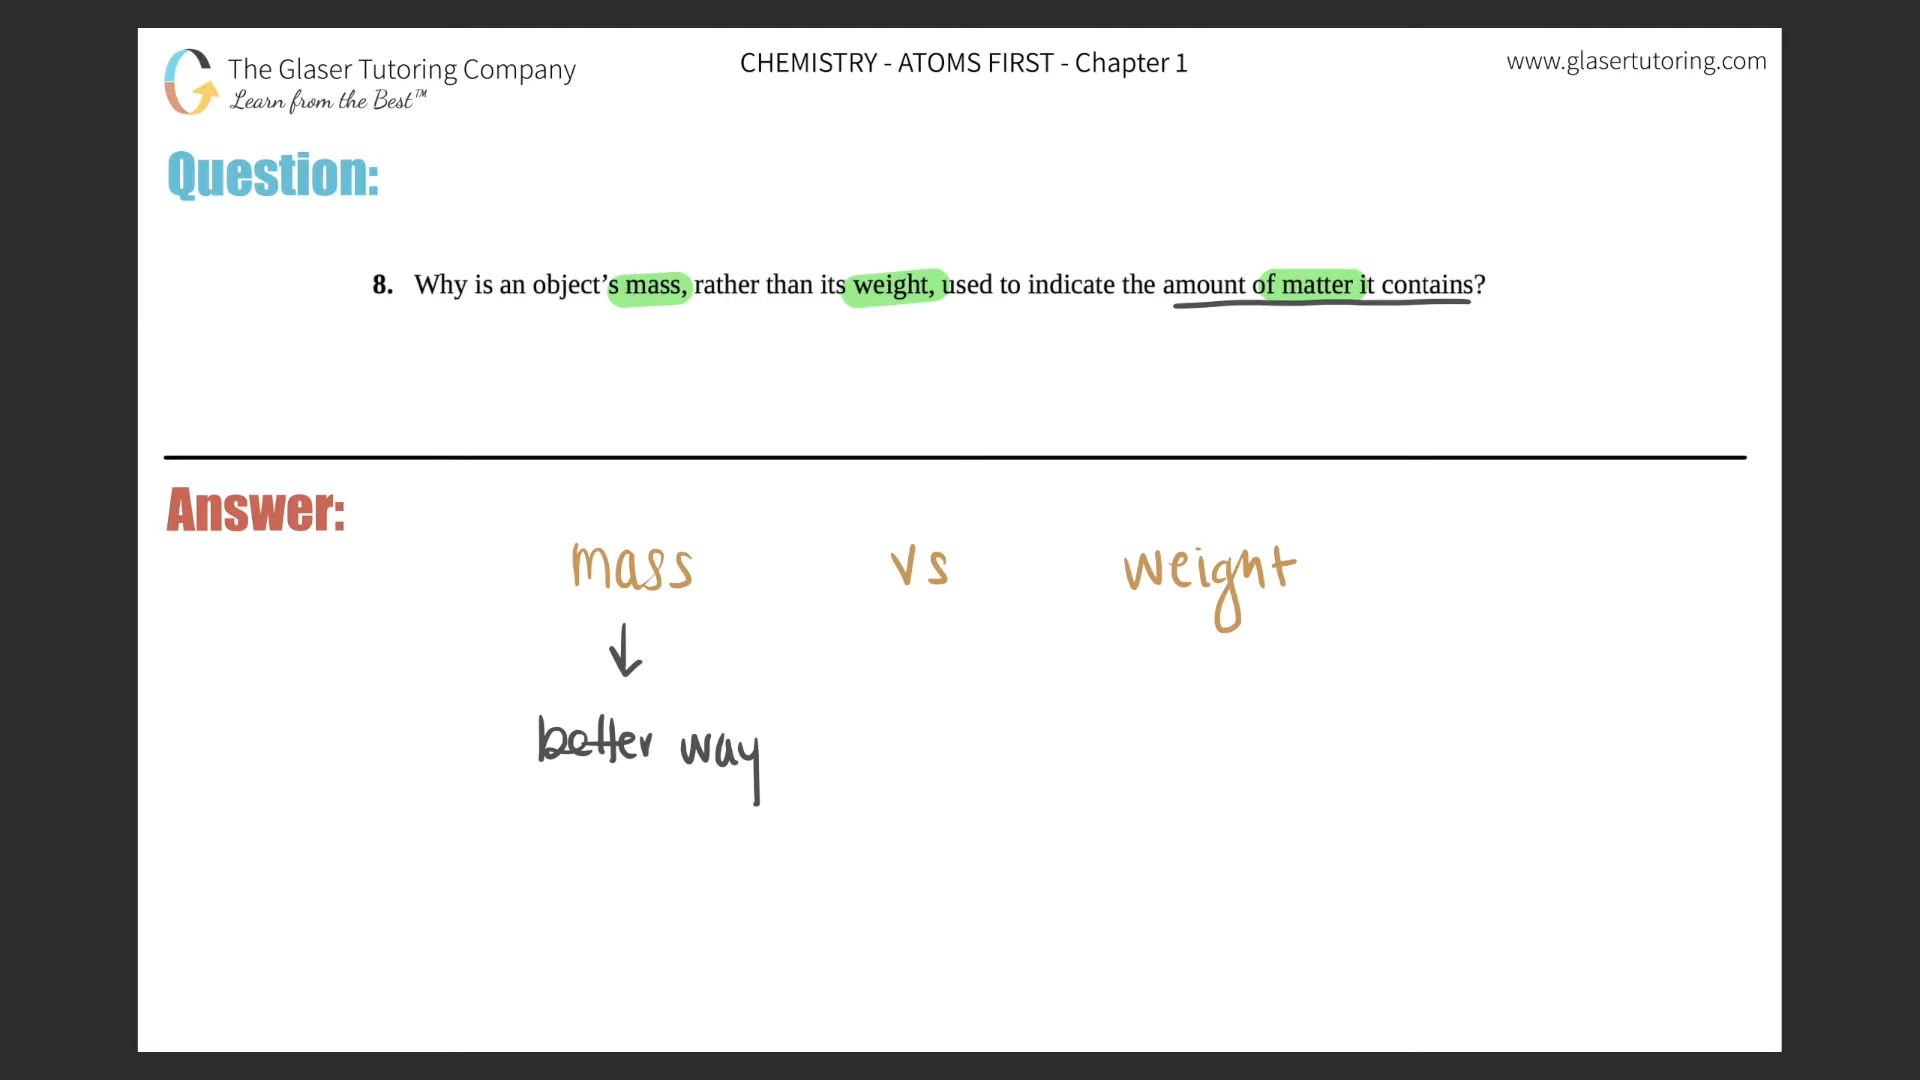 The Glaser Tutoring Company
Learn from the Best™
CHEMISTRY - ATOMS FIRST - Chapter 1
www.glasertutoring.com
Question:
8. Why is an object’s mass, rather than its weight, used to indicate the amount of matter it contains?
Answer:
mass vs weight
better way